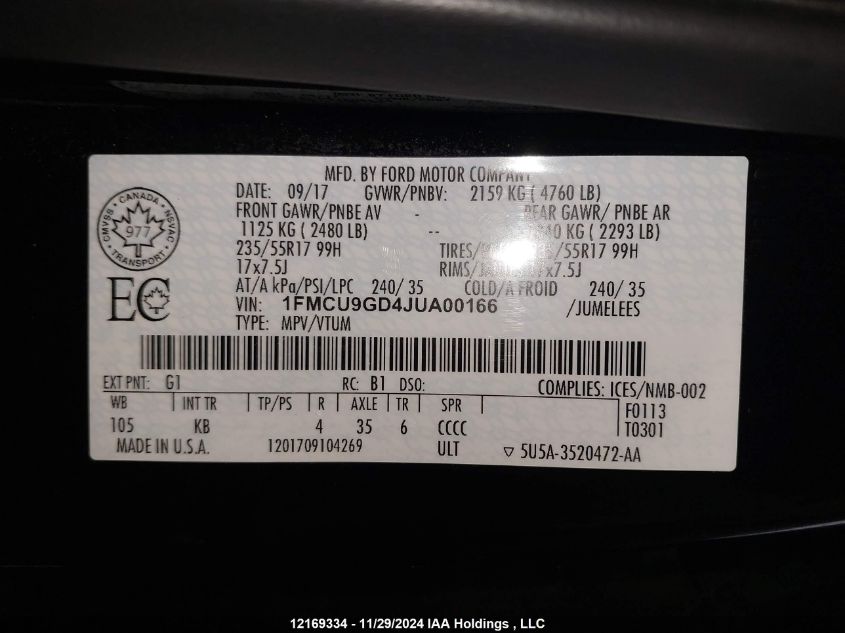 MFD. BY FORD MOTOR COMPANY
DATE: 09/17 GVWR/PNBV: 2159 KG ( 4760 LB)
FRONT GAWR/PNBE AV - REAR GAWR/ PNBE AR
1125 KG ( 2480 LB) -- KG ( 2293 LB)
235/55R17 99H TIRES/ /55R17 99H
17x7.5J RIMS/ 7.5J
AT/A kPa/PSI/LPC 240/ 35 COLD/A FROID 240/ 35
VIN: 1FMCU9GD4JUA00166 /JUMELEES
TYPE: MPV/VTUM
CANADA
CMVSS NSVAC
977
TRANSPORT
EC
EXT PNT: G1 RC: B1 DSO: COMPLIES: ICES/NMB-002
WB INT TR TP/PS R AXLE TR SPR F0113
105 KB 4 35 6 CCCC T0301
MADE IN U.S.A. 1201709104269 ULT ▽ 5U5A-3520472-AA
12169334 - 11/29/2024 IAA Holdings , LLC